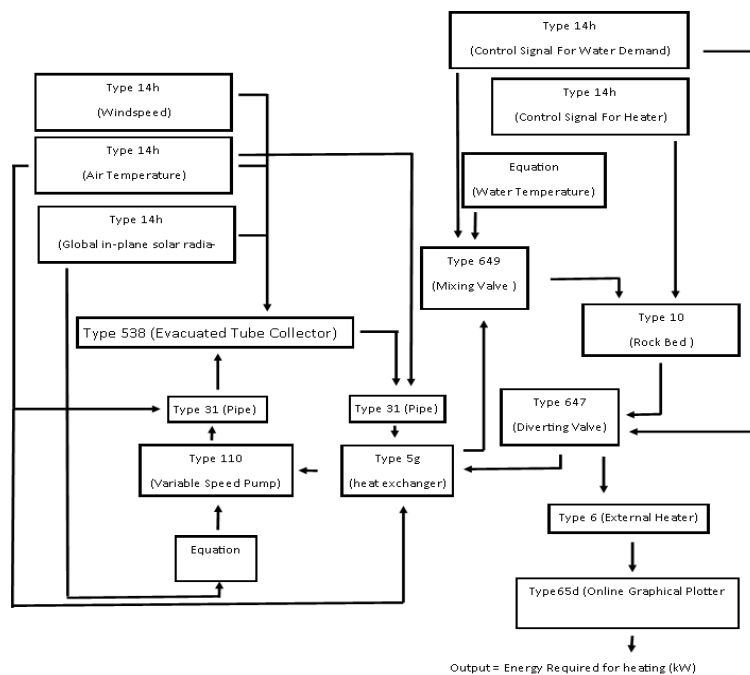 Type 14h
(Control Signal For Water Demand)
Type 14h
(Windspeed)
Type 14h
(Control Signal For Heater)
Type 14h
(Air Temperature)
Equation
(Water Temperature)
Type 14h
(Global in-plane solar radia-
Type 649
(Mixing Valve )
Type 538 (Evacuated Tube Collector)
Type 10
(Rock Bed )
Type 31 (Pipe)
Type 31 (Pipe)
Type 647
(Diverting Valve)
Type 110
(Variable Speed Pump)
Type 5g
(heat exchanger)
Type 6 (External Heater)
Equation
Type65d (Online Graphical Plotter
Output = Energy Required for heating (kW)